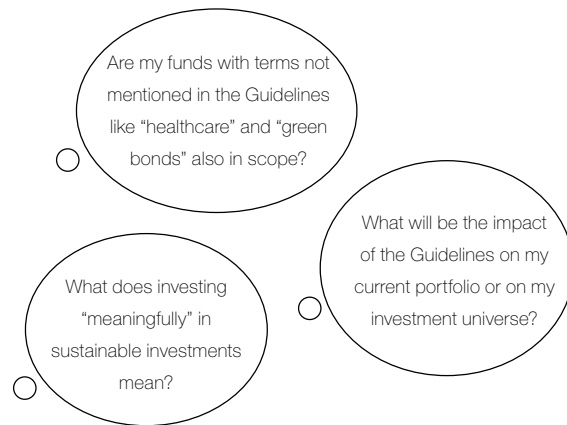 Are my funds with terms not
mentioned in the Guidelines
like “healthcare” and “green
bonds” also in scope?
What will be the impact
of the Guidelines on my
current portfolio or on my
investment universe?
What does investing
“meaningfully” in
sustainable investments
mean?